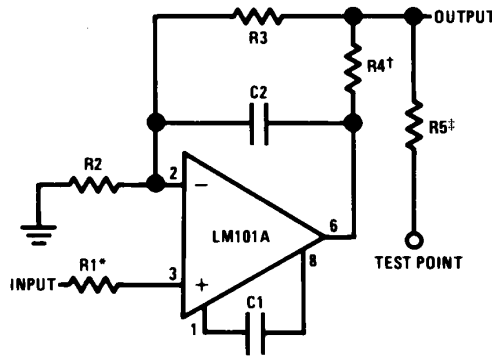 R3
OUTPUT
R4†
C2
R5‡
R2
2
−
6
LM101A
TEST POINT
8
INPUT
R1*
3
+
C1
1